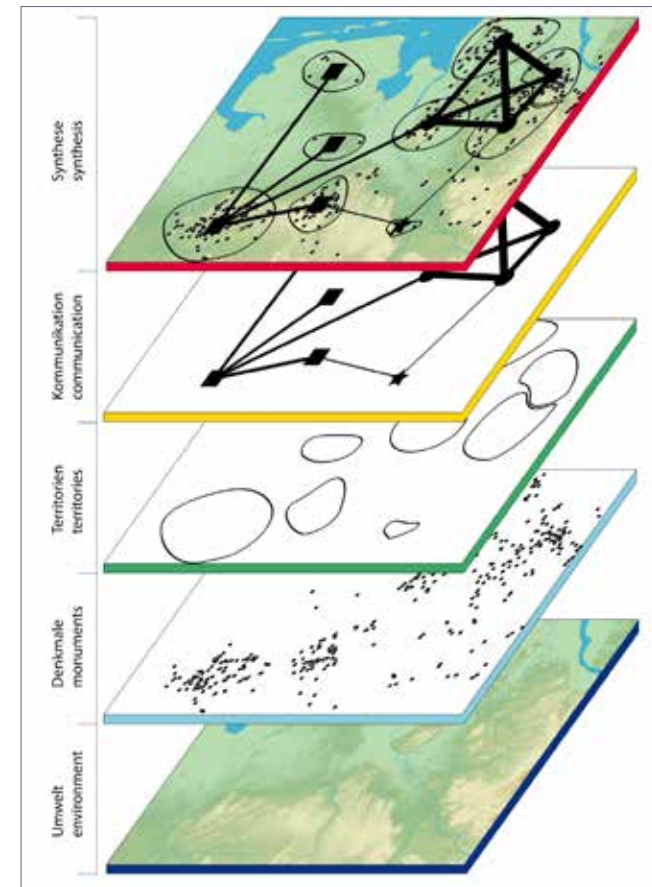 Synthese
synthesis
Kommunikation
communication
Territorien
territories
Denkmale
monuments
Umwelt
environment